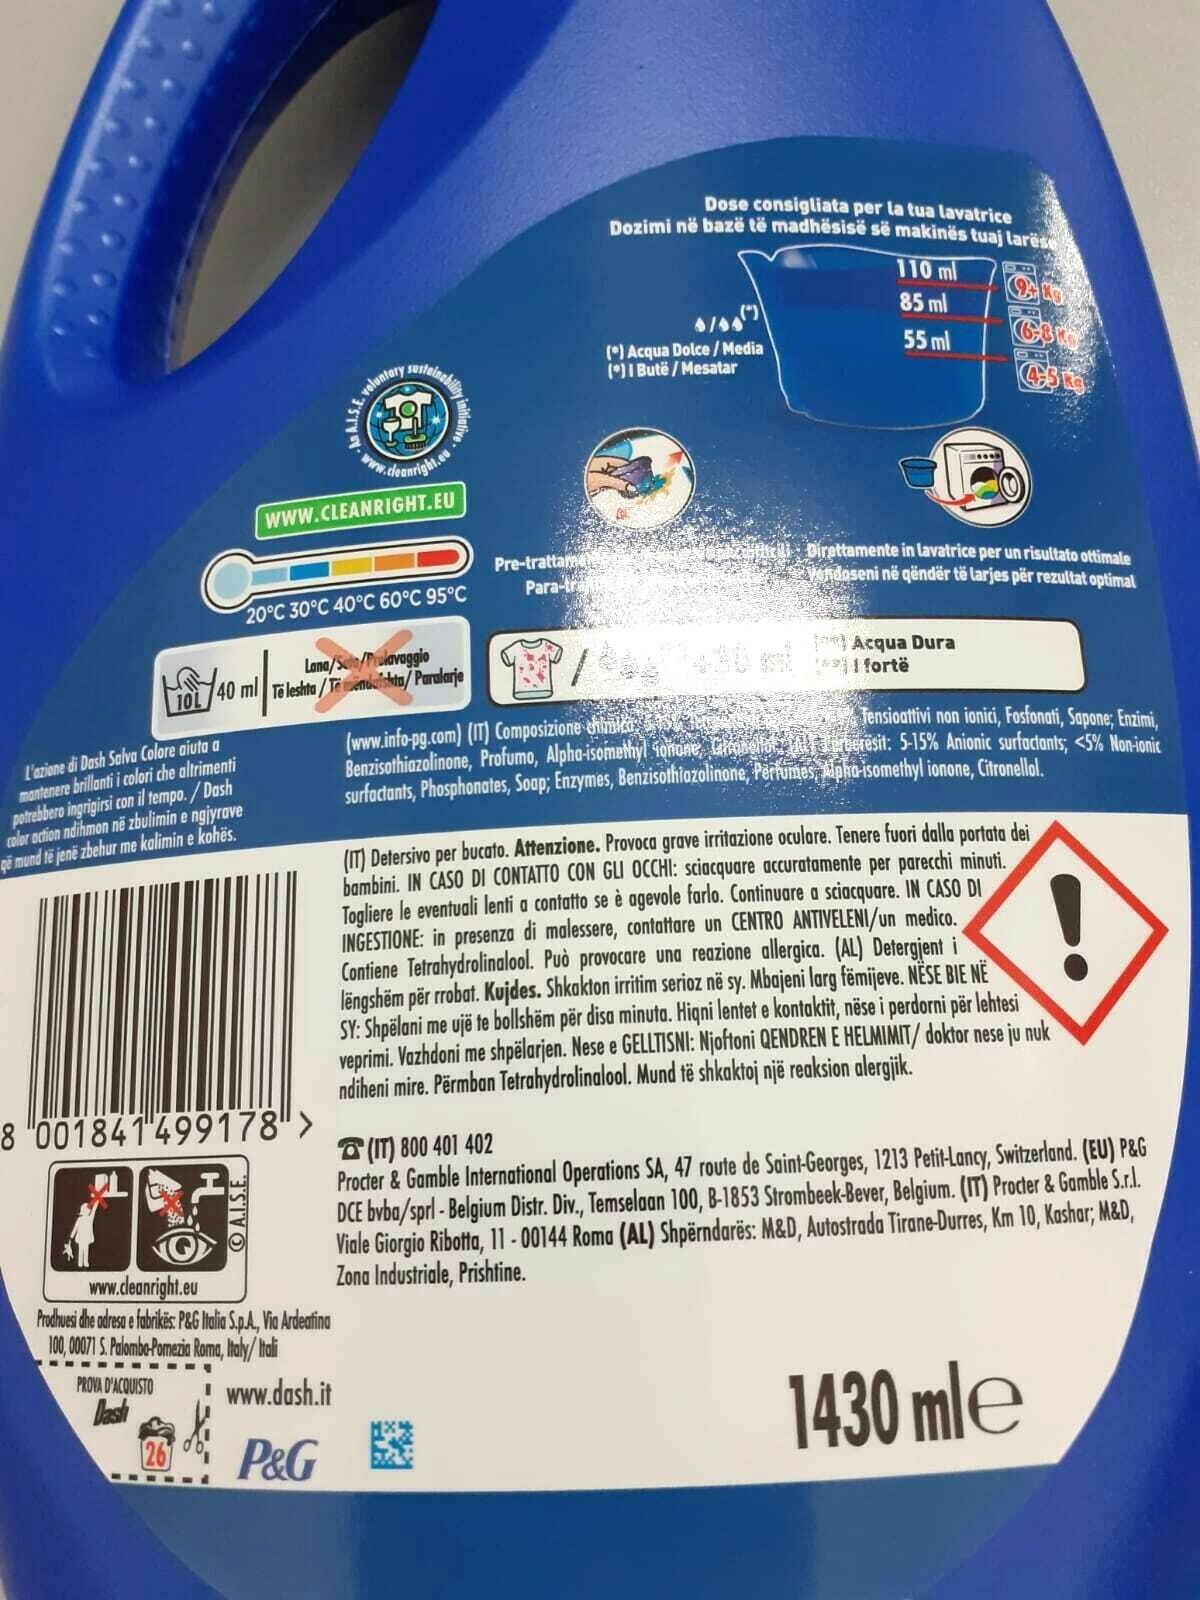 Dose consigliata per la tua lavatrice
Dozimi në bazë të madhësisë së makinës tuaj larëse
110 ml
9+ Kg
85 ml
6-8 Kg
55 ml
4-5 Kg
(*)
(*) Acqua Dolce / Media
(*) I Butë / Mesatar
An A.I.S.E. voluntary sustainability initiative
www.cleanright.eu
WWW.CLEANRIGHT.EU
20°C 30°C 40°C 60°C 95°C
Pre-trattame
Para-tr
Direttamente in lavatrice per un risultato ottimale
Vendoseni në qëndër të larjes për rezultat optimal
10L
40 ml
Lana/Seta/Prelavaggio
Të leshta / Të mëndafshta/ Paralarje
+30 ml
(**) Acqua Dura
(**) I fortë
L'azione di Dash Salva Colore aiuta a
mantenere brillanti i colori che altrimenti
potrebbero ingrigirsi con il tempo. / Dash
color action ndihmon në zbulimin e ngjyrave
që mund të jenë zbehur me kalimin e kohës.
(www.info-pg.com) (IT) Composizione chimica Tensioattivi non ionici, Fosfonati, Sapone; Enzimi,
Benzisothiazolinone, Profumo, Alpha-isomethyl ionone, 5-15% Anionic surfactants; <5% Non-ionic
surfactants, Phosphonates, Soap; Enzymes, Benzisothiazolinone, Perfumes, Alpha-isomethyl ionone, Citronellol.
(IT) Detersivo per bucato. Attenzione. Provoca grave irritazione oculare. Tenere fuori dalla portata dei
bambini. IN CASO DI CONTATTO CON GLI OCCHI: sciacquare accuratamente per parecchi minuti.
Togliere le eventuali lenti a contatto se è agevole farlo. Continuare a sciacquare. IN CASO DI
INGESTIONE: in presenza di malessere, contattare un CENTRO ANTIVELENI/un medico.
Contiene Tetrahydrolinalool. Può provocare una reazione allergica. (AL) Detergjent i
lëngshëm për rrobat. Kujdes. Shkakton irritim serioz në sy. Mbajeni larg fëmijeve. NËSE BIE NË
SY: Shpëlani me ujë te bollshëm për disa minuta. Hiqni lentet e kontaktit, nëse i perdorni për lehtesi
veprimi. Vazhdoni me shpëlarjen. Nese e GELLTISNI: Njoftoni QENDREN E HELMIMIT/ doktor nese ju nuk
ndiheni mire. Përmban Tetrahydrolinalool. Mund të shkaktoj një reaksion alergjik.
8 001841 499178 >
(IT) 800 401 402
Procter & Gamble International Operations SA, 47 route de Saint-Georges, 1213 Petit-Lancy, Switzerland. (EU) P&G
DCE bvba/sprl - Belgium Distr. Div., Temselaan 100, B-1853 Strombeek-Bever, Belgium. (IT) Procter & Gamble S.r.l.
Viale Giorgio Ribotta, 11 - 00144 Roma (AL) Shpërndarës: M&D, Autostrada Tirane-Durres, Km 10, Kashar; M&D,
Zona Industriale, Prishtine.
© A.I.S.E.
www.cleanright.eu
Prodhuesi dhe adresa e fabrikës: P&G Italia S.p.A., Via Ardeatina
100, 00071 S. Palomba-Pomezia Roma, Italy/ Itali
PROVA D'ACQUISTO
Dash
26
www.dash.it
P&G
1430 ml e